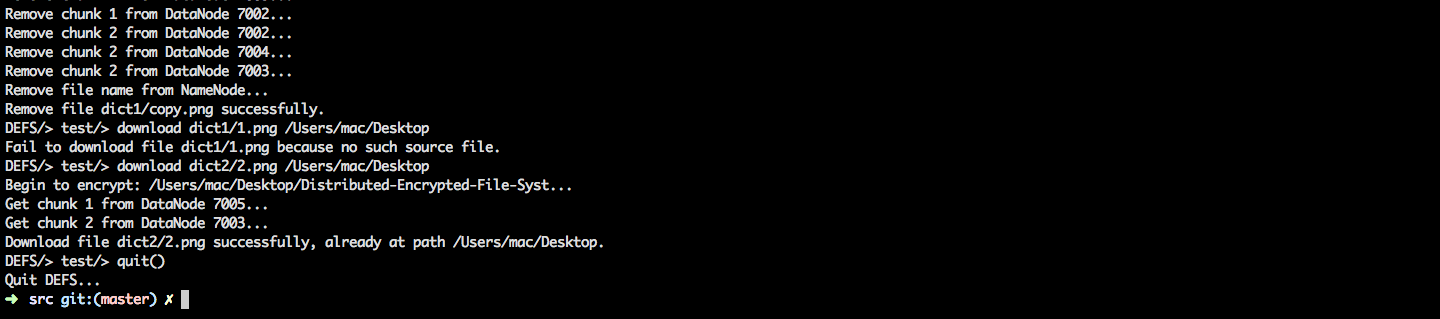 Remove chunk 1 from DataNode 7002...
Remove chunk 2 from DataNode 7002...
Remove chunk 2 from DataNode 7004...
Remove chunk 2 from DataNode 7003...
Remove file name from NameNode...
Remove file dict1/copy.png successfully.
DEFS/> test/> download dict1/1.png /Users/mac/Desktop
Fail to download file dict1/1.png because no such source file.
DEFS/> test/> download dict2/2.png /Users/mac/Desktop
Begin to encrypt: /Users/mac/Desktop/Distributed-Encrypted-File-Syst...
Get chunk 1 from DataNode 7005...
Get chunk 2 from DataNode 7003...
Download file dict2/2.png successfully, already at path /Users/mac/Desktop.
DEFS/> test/> quit()
Quit DEFS...
➜ src git:(master) ✗